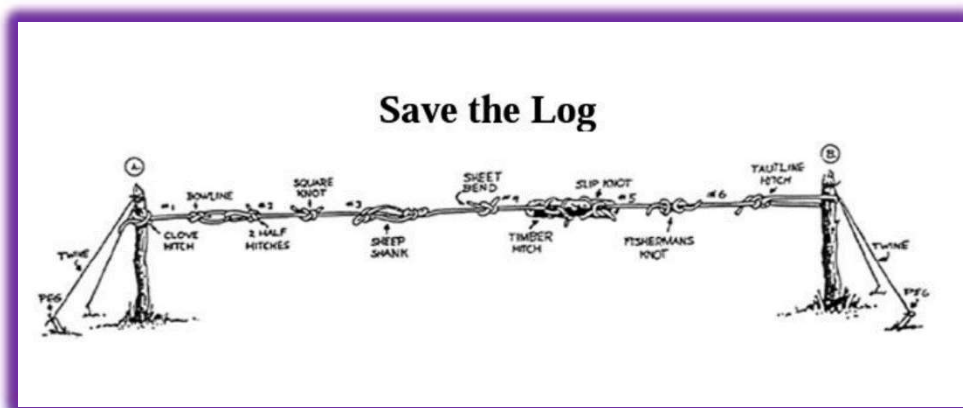 Save the Log
A
B
#1
BOWLINE
#2
SQUARE
KNOT
#3
SHEET
BEND
#4
SLIP KNOT
#5
#6
TAUTLINE
HITCH
CLOVE
HITCH
2 HALF
HITCHES
SHEEP
SHANK
TIMBER
HITCH
FISHERMANS
KNOT
TWINE
PEG
TWINE
PEG